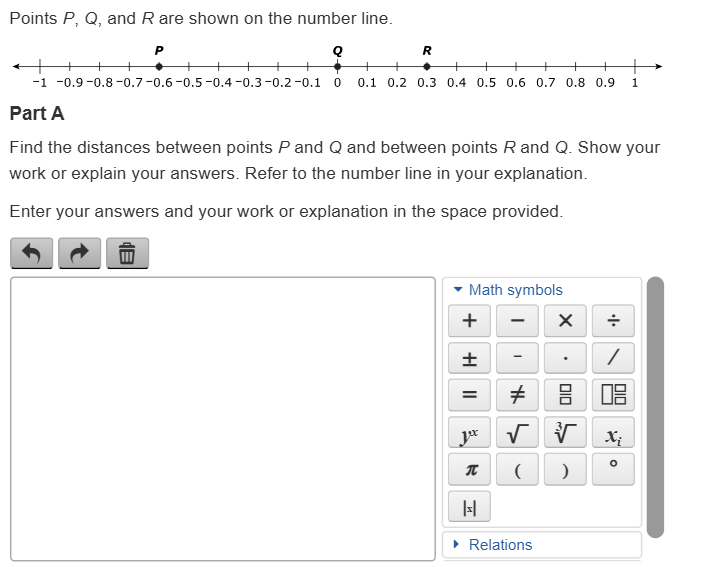 Points P, Q, and R are shown on the number line.
P Q R
-1 -0.9 -0.8 -0.7 -0.6 -0.5 -0.4 -0.3 -0.2 -0.1 0 0.1 0.2 0.3 0.4 0.5 0.6 0.7 0.8 0.9 1
Part A
Find the distances between points P and Q and between points R and Q. Show your
work or explain your answers. Refer to the number line in your explanation.
Enter your answers and your work or explanation in the space provided.
Math symbols
+ − × ÷
± - · /
= ≠
yˣ √ ∛ xᵢ
π ( ) °
|x|
Relations